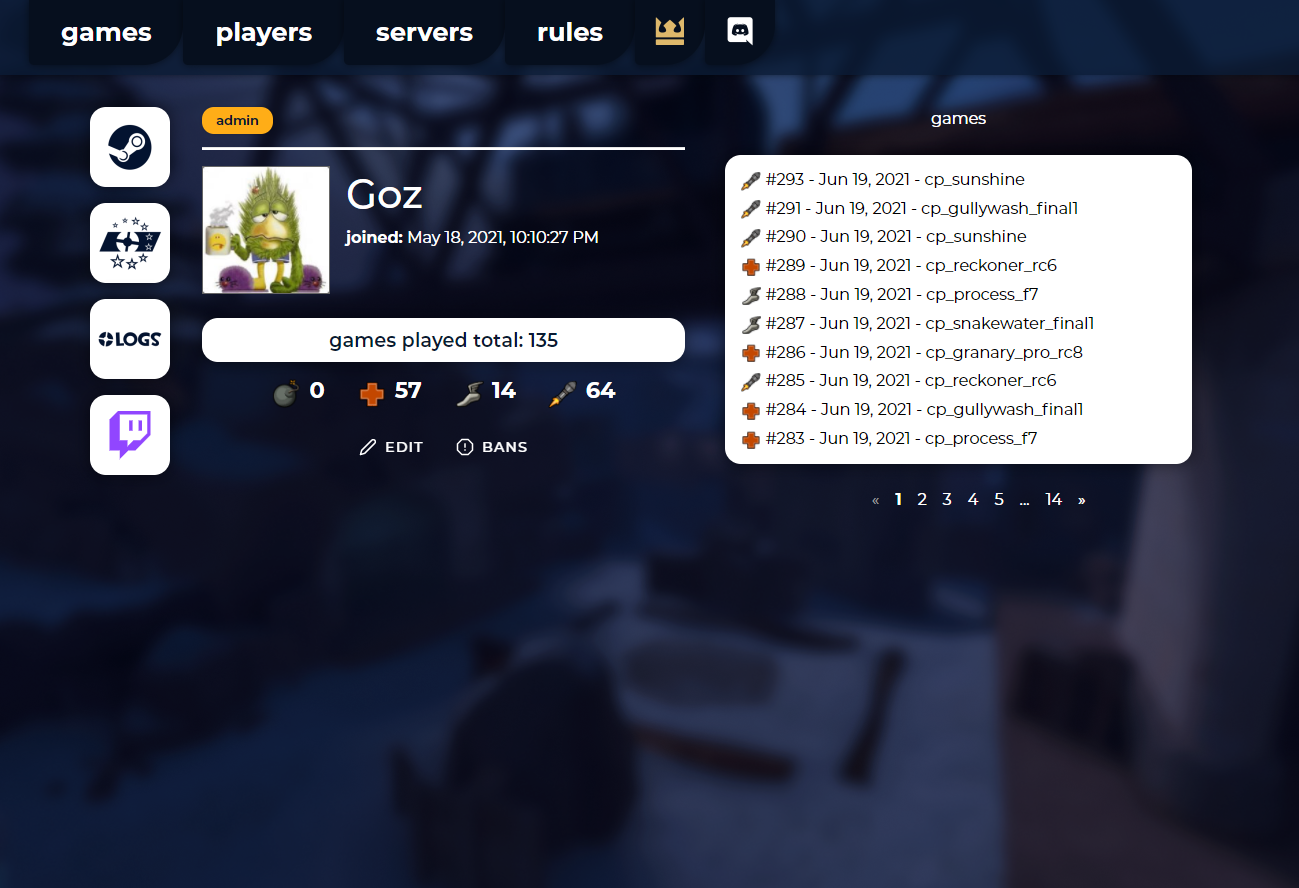 games players servers rules
admin
Goz
joined: May 18, 2021, 10:10:27 PM
LOGS
games played total: 135
0 57 14 64
EDIT BANS
games
#293 - Jun 19, 2021 - cp_sunshine
#291 - Jun 19, 2021 - cp_gullywash_final1
#290 - Jun 19, 2021 - cp_sunshine
#289 - Jun 19, 2021 - cp_reckoner_rc6
#288 - Jun 19, 2021 - cp_process_f7
#287 - Jun 19, 2021 - cp_snakewater_final1
#286 - Jun 19, 2021 - cp_granary_pro_rc8
#285 - Jun 19, 2021 - cp_reckoner_rc6
#284 - Jun 19, 2021 - cp_gullywash_final1
#283 - Jun 19, 2021 - cp_process_f7
« 1 2 3 4 5 ... 14 »